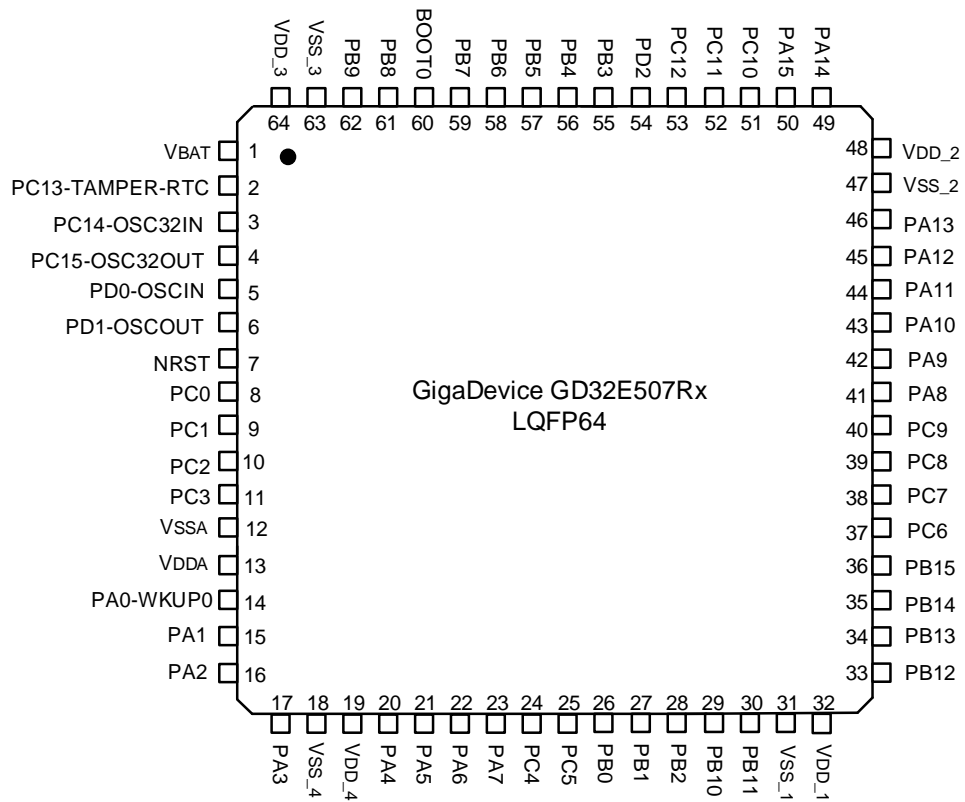 VDD_3
VSS_3
PB9
PB8
BOOT0
PB7
PB6
PB5
PB4
PB3
PD2
PC12
PC11
PC10
PA15
PA14
64
63
62
61
60
59
58
57
56
55
54
53
52
51
50
49
VBAT 1
PC13-TAMPER-RTC 2
PC14-OSC32IN 3
PC15-OSC32OUT 4
PD0-OSCIN 5
PD1-OSCOUT 6
NRST 7
PC0 8
PC1 9
PC2 10
PC3 11
VSSA 12
VDDA 13
PA0-WKUP0 14
PA1 15
PA2 16
GigaDevice GD32E507Rx
LQFP64
48 VDD_2
47 VSS_2
46 PA13
45 PA12
44 PA11
43 PA10
42 PA9
41 PA8
40 PC9
39 PC8
38 PC7
37 PC6
36 PB15
35 PB14
34 PB13
33 PB12
17
18
19
20
21
22
23
24
25
26
27
28
29
30
31
32
PA3
VSS_4
VDD_4
PA4
PA5
PA6
PA7
PC4
PC5
PB0
PB1
PB2
PB10
PB11
VSS_1
VDD_1